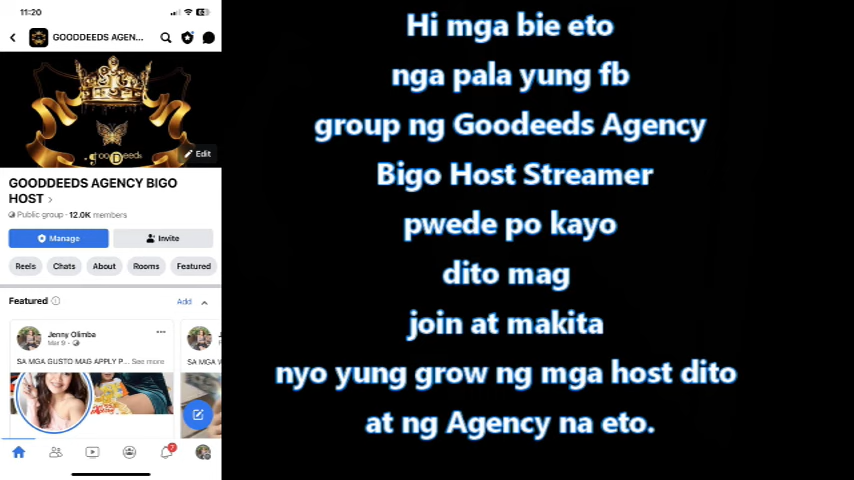 11:20
GOODDEEDS AGEN...
gooDeeds
Edit
GOODDEEDS AGENCY BIGO
HOST >
Public group · 12.0K members
Manage
Invite
Reels
Chats
About
Rooms
Featured
Featured
Add
Jenny Olimba
Mar 9
SA MGA GUSTO MAG APPLY P... See more
SA MGA
7
Hi mga bie eto
nga pala yung fb
group ng Goodeeds Agency
Bigo Host Streamer
pwede po kayo
dito mag
join at makita
nyo yung grow ng mga host dito
at ng Agency na eto.